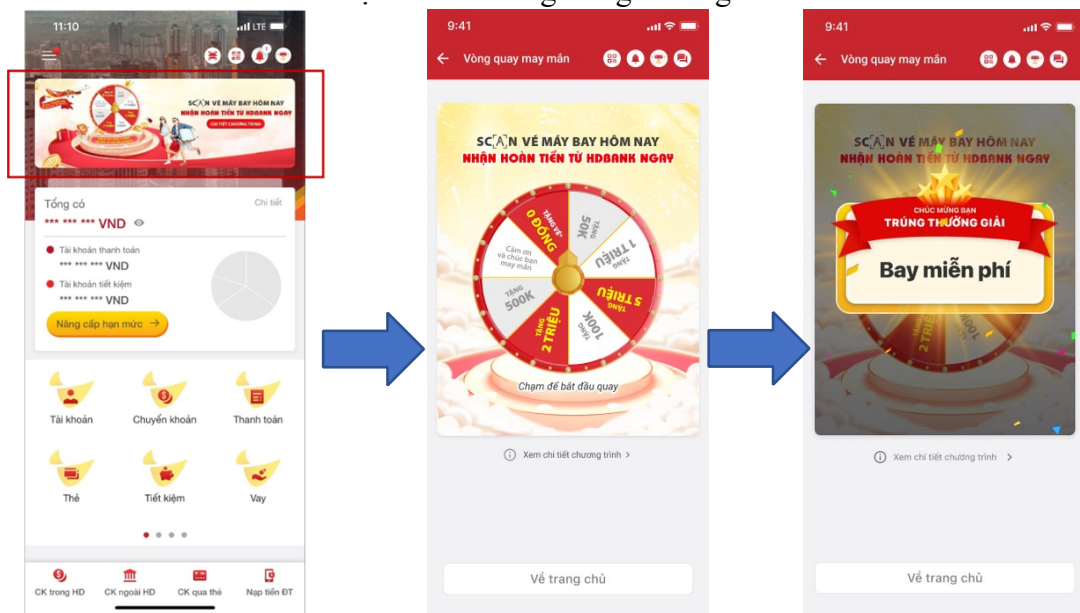 11:10
LTE
SC[A]N VÉ MÁY BAY HÔM NAY
NHẬN HOÀN TIỀN TỪ HDBANK NGAY
CHI TIẾT CHƯƠNG TRÌNH
Tổng có
Chi tiết
*** *** *** VND
Tài khoản thanh toán
*** *** *** VND
Tài khoản tiết kiệm
*** *** *** VND
Nâng cấp hạn mức →
Tài khoản
Chuyển khoản
Thanh toán
Thẻ
Tiết kiệm
Vay
CK trong HD
CK ngoài HD
CK qua thẻ
Nạp tiền ĐT
9:41
Vòng quay may mắn
SC[A]N VÉ MÁY BAY HÔM NAY
NHẬN HOÀN TIỀN TỪ HDBANK NGAY
TẶNG VÉ*
0 ĐỒNG
TẶNG
50K
TẶNG
1 TRIỆU
TẶNG
5 TRIỆU
TẶNG
100K
TẶNG
2 TRIỆU
TẶNG
500K
Cảm ơn
và chúc bạn
may mắn
Chạm để bắt đầu quay
Xem chi tiết chương trình >
Về trang chủ
9:41
Vòng quay may mắn
SC[A]N VÉ MÁY BAY HÔM NAY
NHẬN HOÀN TIỀN TỪ HDBANK NGAY
CHÚC MỪNG BẠN
TRÚNG THƯỞNG GIẢI
Bay miễn phí
2 TRIỆU
100K
Xem chi tiết chương trình >
Về trang chủ